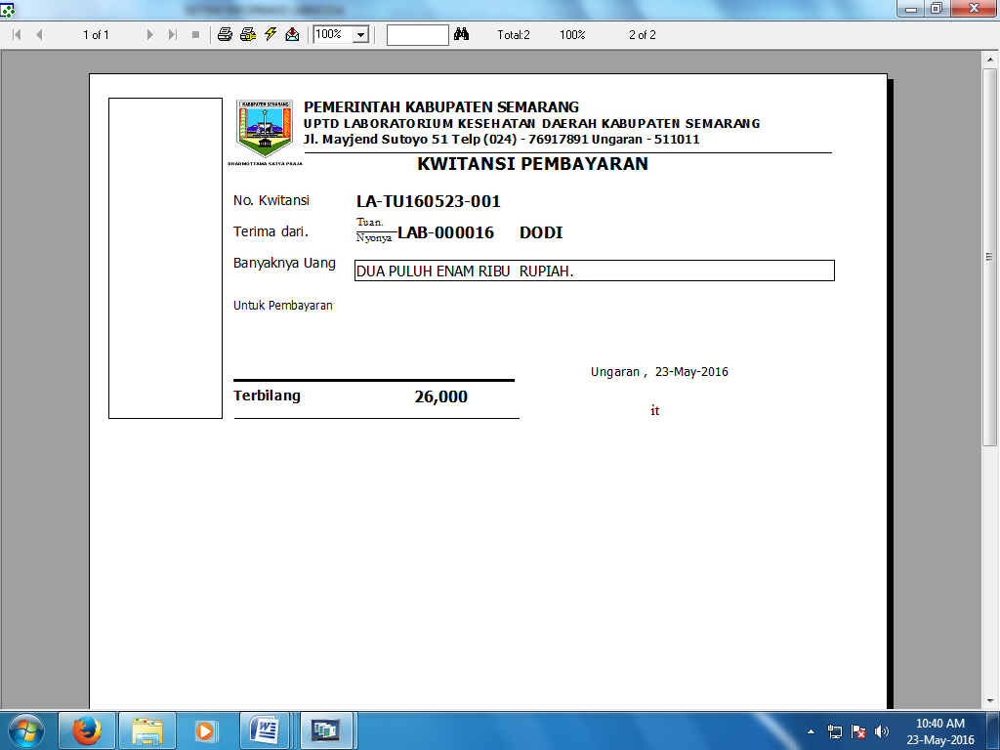 1 of 1
100%
Total:2
100%
2 of 2
KABUPATEN SEMARANG
DHARMOTTAMA SATYA PRAJA
PEMERINTAH KABUPATEN SEMARANG
UPTD LABORATORIUM KESEHATAN DAERAH KABUPATEN SEMARANG
Jl. Mayjend Sutoyo 51 Telp (024) - 76917891 Ungaran - 511011
KWITANSI PEMBAYARAN
No. Kwitansi LA-TU160523-001
Terima dari. Tuan. Nyonya LAB-000016 DODI
Banyaknya Uang DUA PULUH ENAM RIBU RUPIAH.
Untuk Pembayaran
Ungaran , 23-May-2016
Terbilang 26,000
it
10:40 AM
23-May-2016